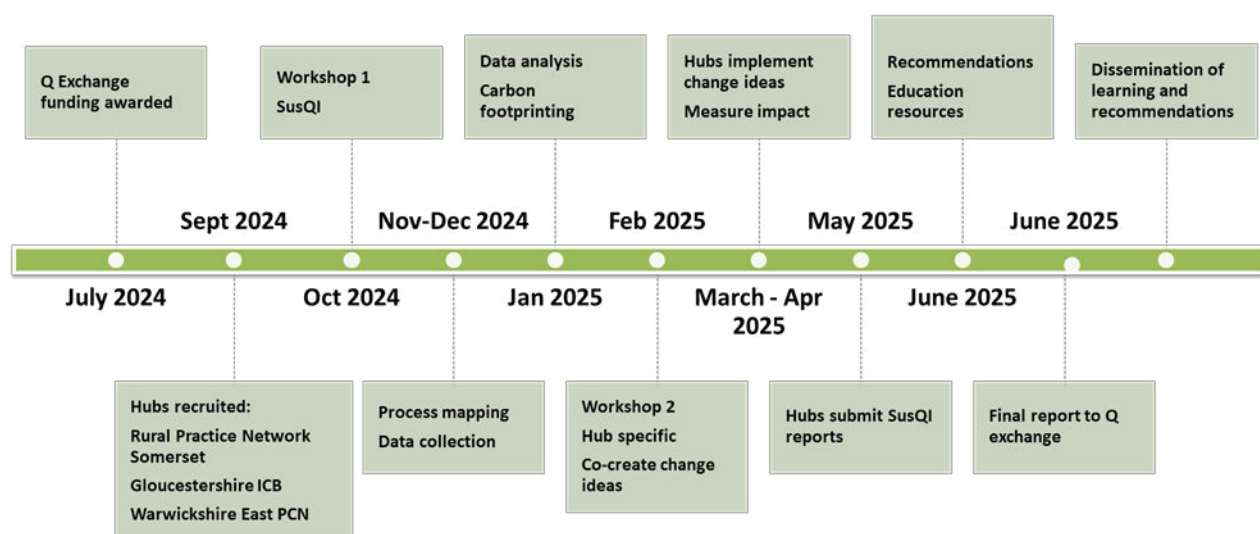 Q Exchange
funding awarded
Workshop 1
SusQI
Data analysis
Carbon
footprinting
Hubs implement
change ideas
Measure impact
Recommendations
Education
resources
Dissemination of
learning and
recommendations
Sept 2024
Nov-Dec 2024
Feb 2025
May 2025
June 2025
July 2024
Oct 2024
Jan 2025
March - Apr
2025
June 2025
Hubs recruited:
Rural Practice Network
Somerset
Gloucestershire ICB
Warwickshire East PCN
Process mapping
Data collection
Workshop 2
Hub specific
Co-create change
ideas
Hubs submit SusQI
reports
Final report to Q
exchange